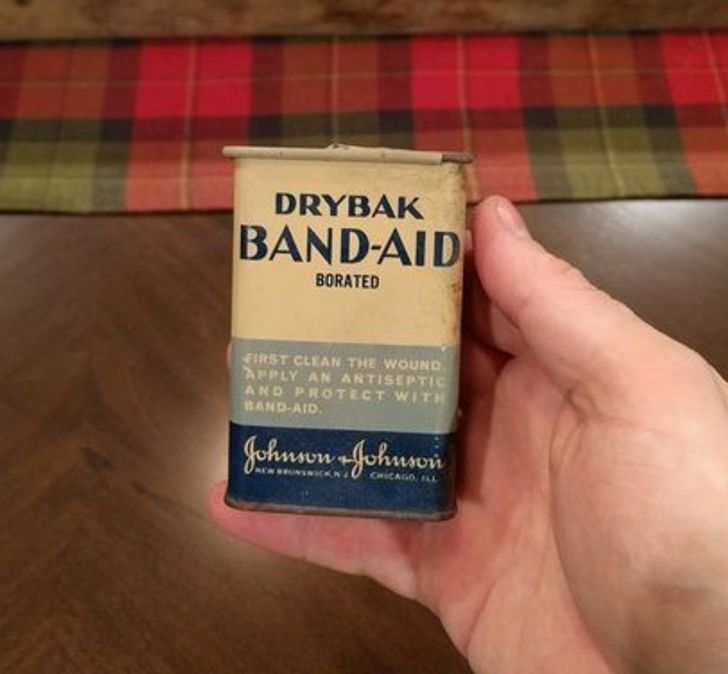 DRYBAK
BAND-AID
BORATED
FIRST CLEAN THE WOUND,
APPLY AN ANTISEPTIC
AND PROTECT WITH
BAND-AID.
Johnson & Johnson
NEW BRUNSWICK, N.J. CHICAGO, ILL.